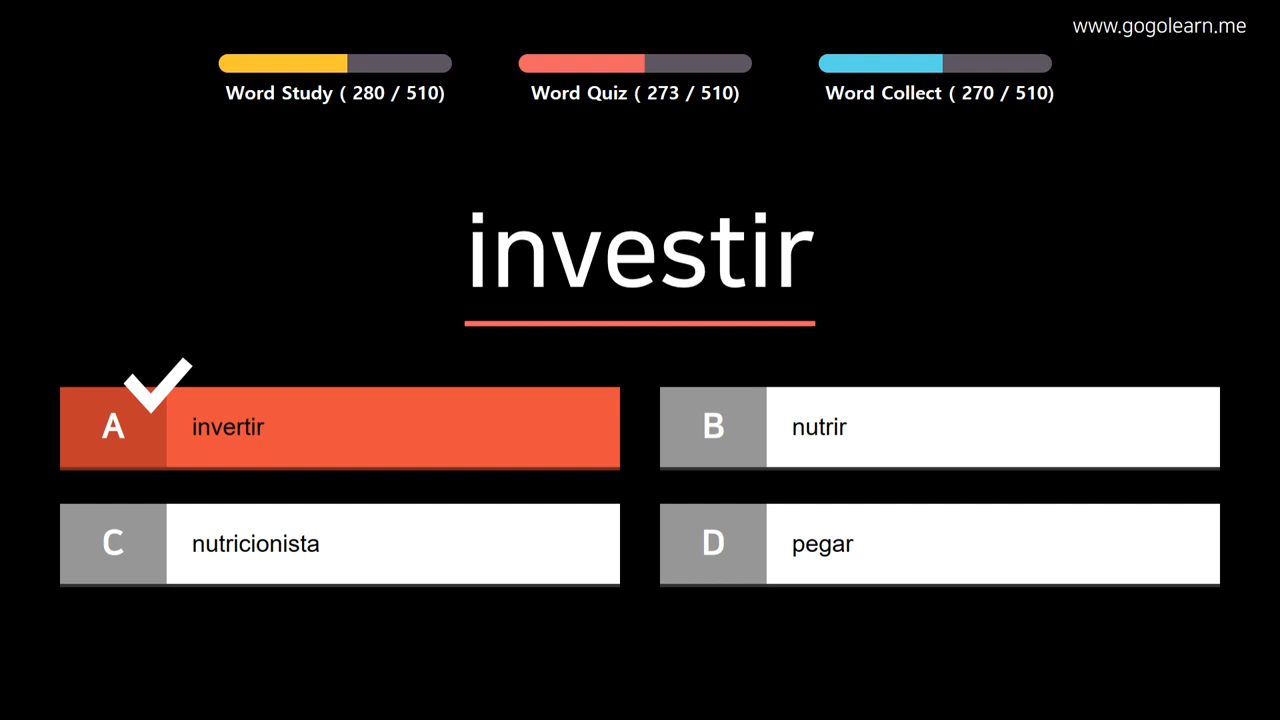 www.gogolearn.me
Word Study ( 280 / 510)
Word Quiz ( 273 / 510)
Word Collect ( 270 / 510)
investir
A
invertir
B
nutrir
C
nutricionista
D
pegar